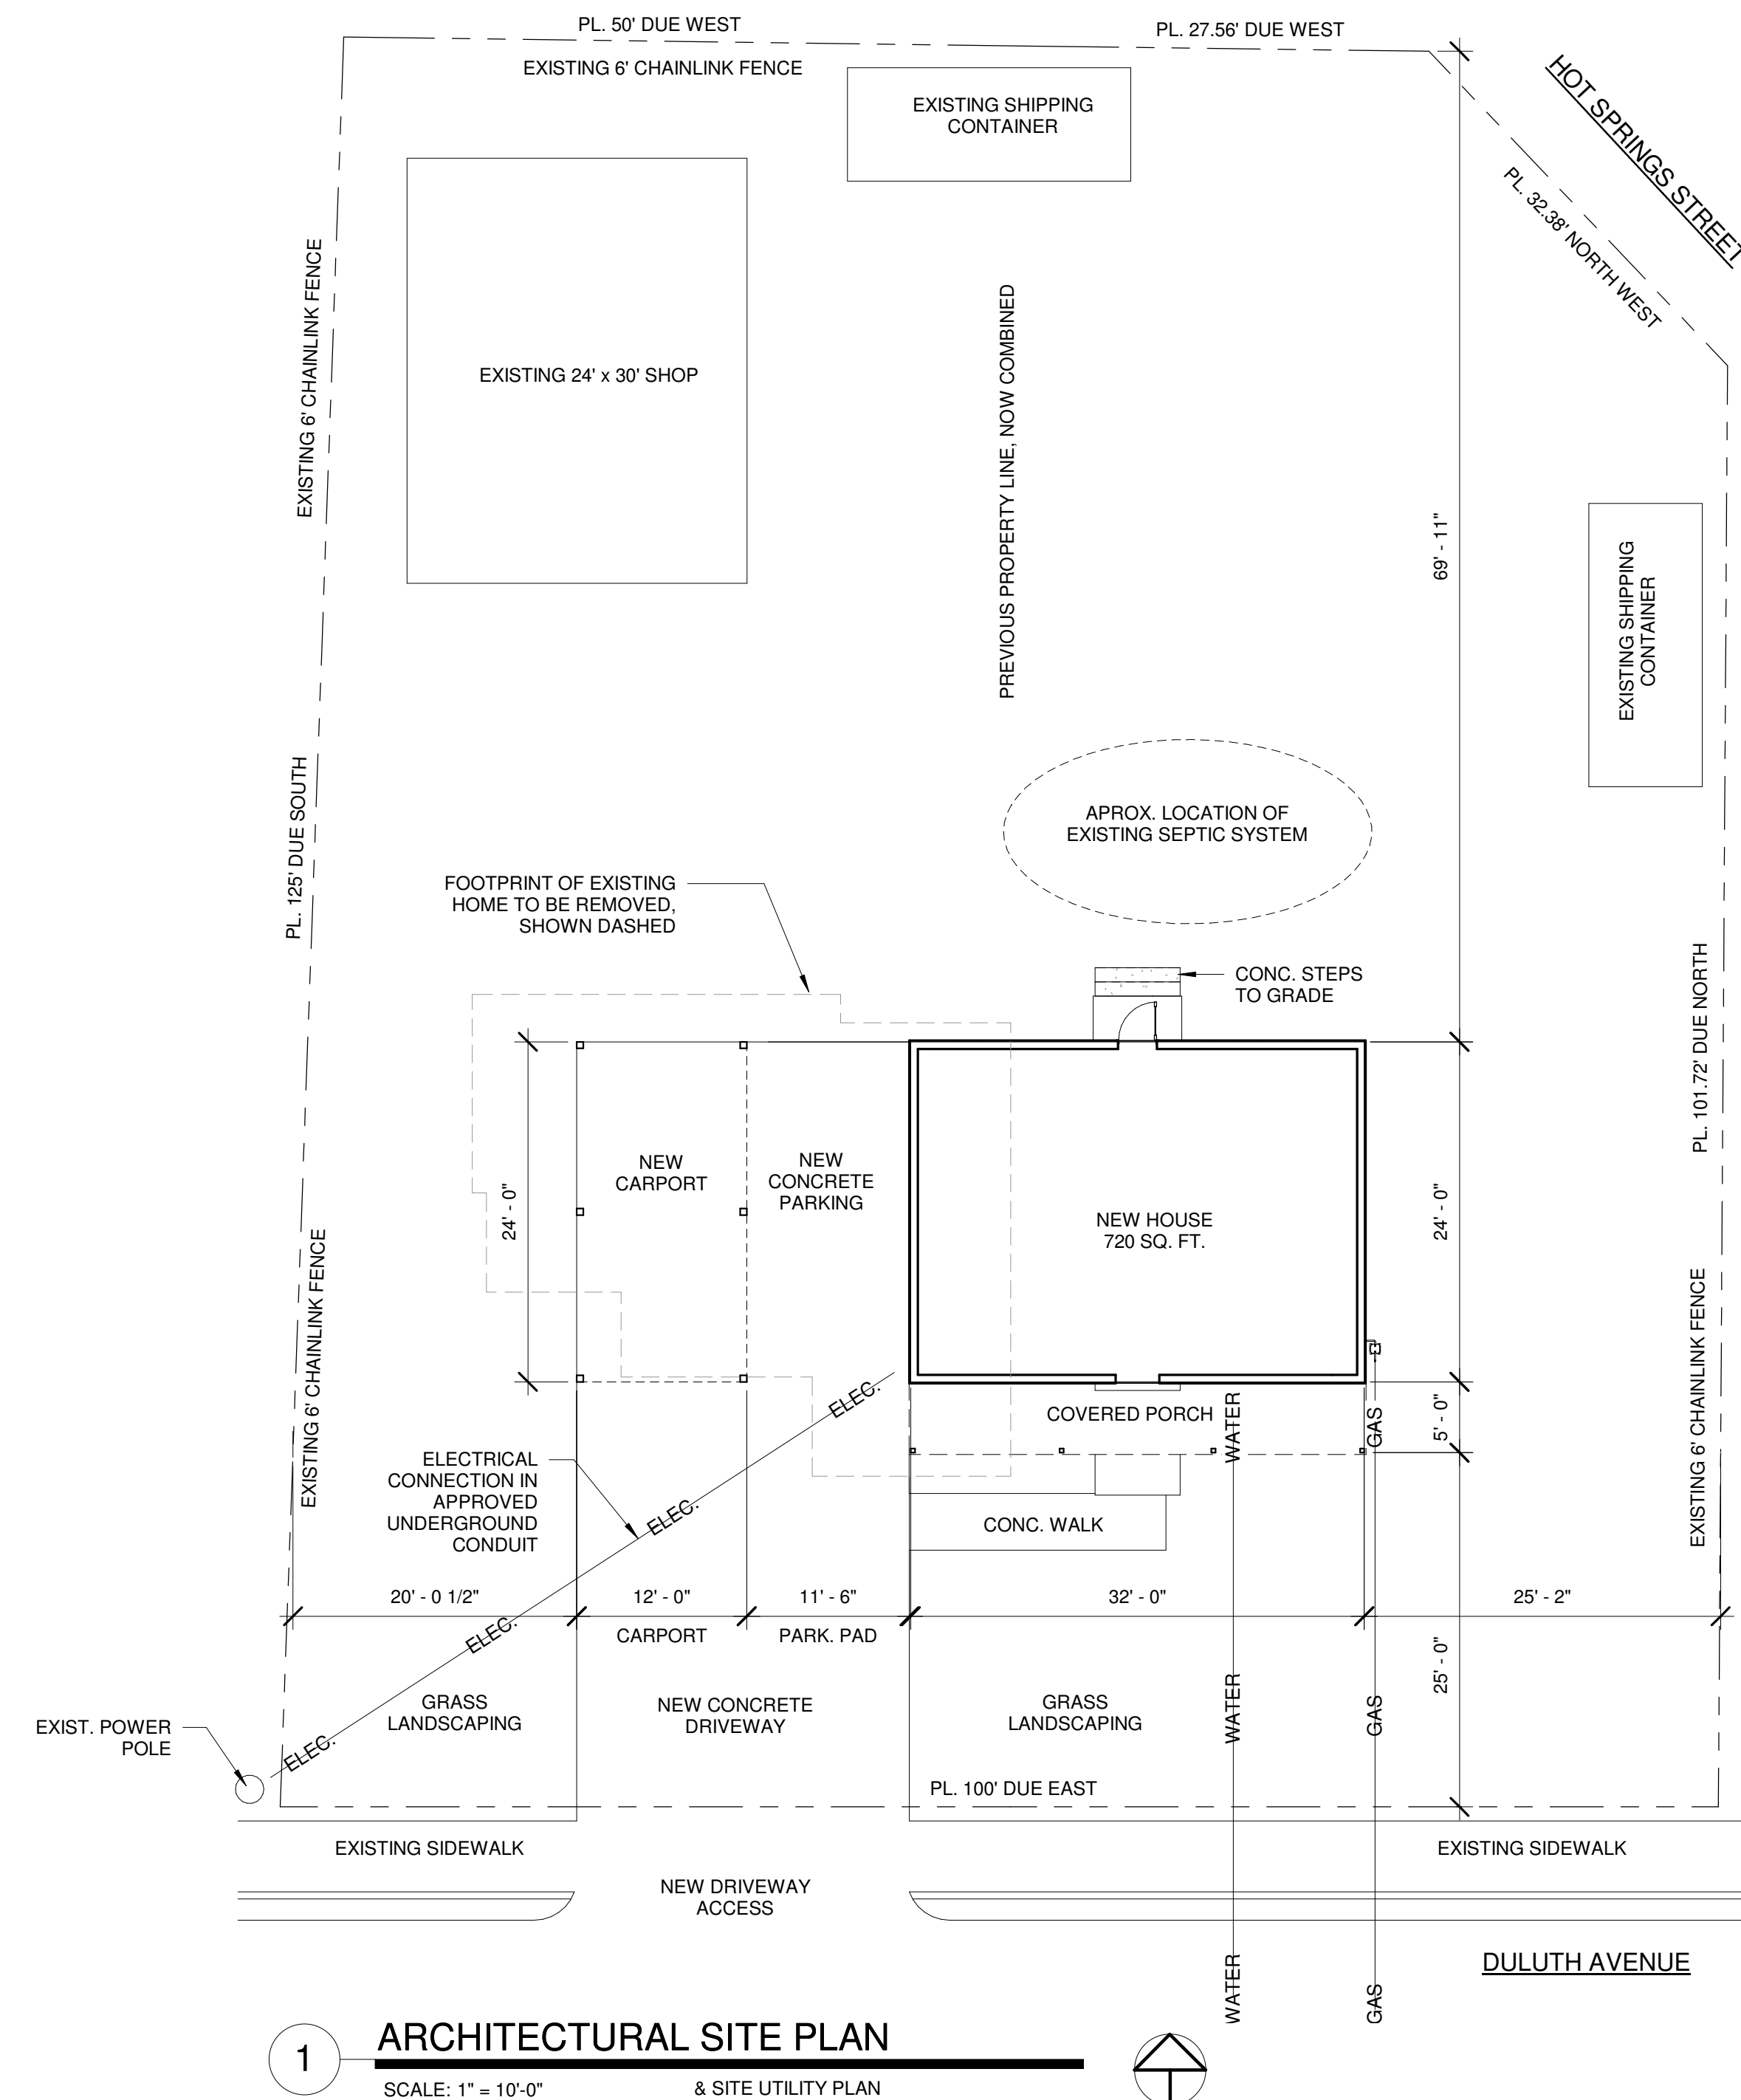 PL. 50' DUE WEST
PL. 27.56' DUE WEST
EXISTING 6' CHAINLINK FENCE
HOT SPRINGS STREET
EXISTING SHIPPING
CONTAINER
PL. 32.38' NORTH WEST
EXISTING 6' CHAINLINK FENCE
EXISTING 24' x 30' SHOP
PREVIOUS PROPERTY LINE, NOW COMBINED
69' - 11"
EXISTING SHIPPING
CONTAINER
PL. 125' DUE SOUTH
APROX. LOCATION OF
EXISTING SEPTIC SYSTEM
FOOTPRINT OF EXISTING
HOME TO BE REMOVED,
SHOWN DASHED
CONC. STEPS
TO GRADE
PL. 101.72' DUE NORTH
24' - 0"
NEW
CARPORT
NEW
CONCRETE
PARKING
NEW HOUSE
720 SQ. FT.
24' - 0"
EXISTING 6' CHAINLINK FENCE
EXISTING 6' CHAINLINK FENCE
ELEC.
COVERED PORCH
WATER
GAS
5' - 0"
ELECTRICAL
CONNECTION IN
APPROVED
UNDERGROUND
CONDUIT
ELEC.
CONC. WALK
20' - 0 1/2"
12' - 0"
11' - 6"
32' - 0"
25' - 2"
ELEC.
CARPORT
PARK. PAD
25' - 0"
GRASS
LANDSCAPING
NEW CONCRETE
DRIVEWAY
GRASS
LANDSCAPING
WATER
GAS
EXIST. POWER
POLE
ELEC.
PL. 100' DUE EAST
EXISTING SIDEWALK
EXISTING SIDEWALK
NEW DRIVEWAY
ACCESS
DULUTH AVENUE
WATER
GAS
1
ARCHITECTURAL SITE PLAN
SCALE: 1" = 10'-0"
& SITE UTILITY PLAN